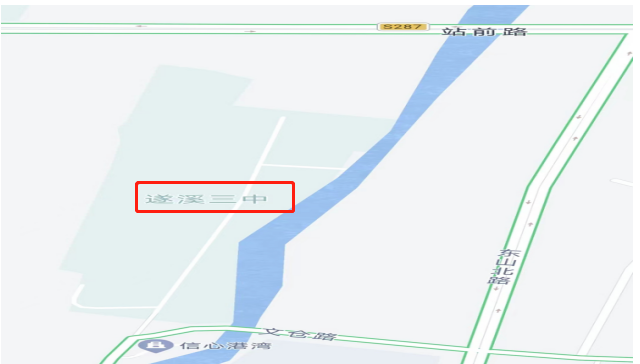 S287
站前路
遂溪三中
东山北路
文仓路
信心港湾